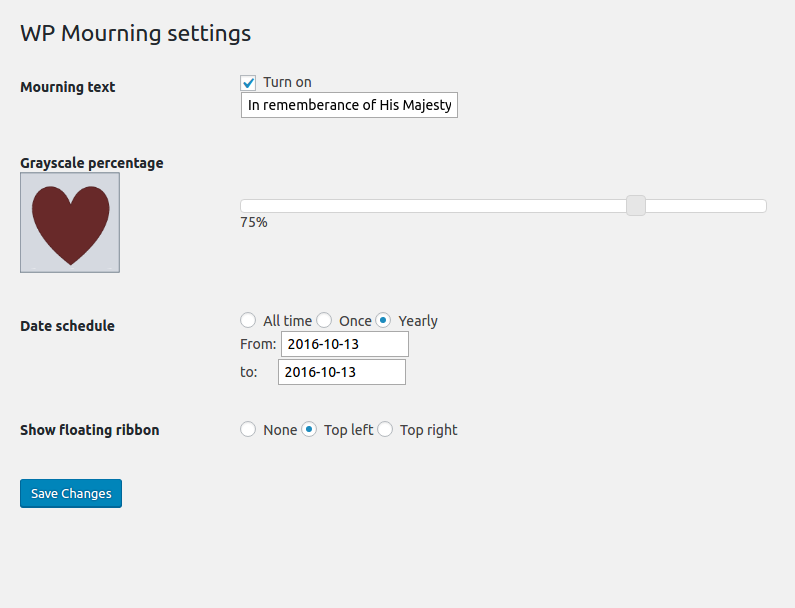 WP Mourning settings
Mourning text
Turn on
In rememberance of His Majesty
Grayscale percentage
75%
Date schedule
All time Once Yearly
From: 2016-10-13
to: 2016-10-13
Show floating ribbon
None Top left Top right
Save Changes